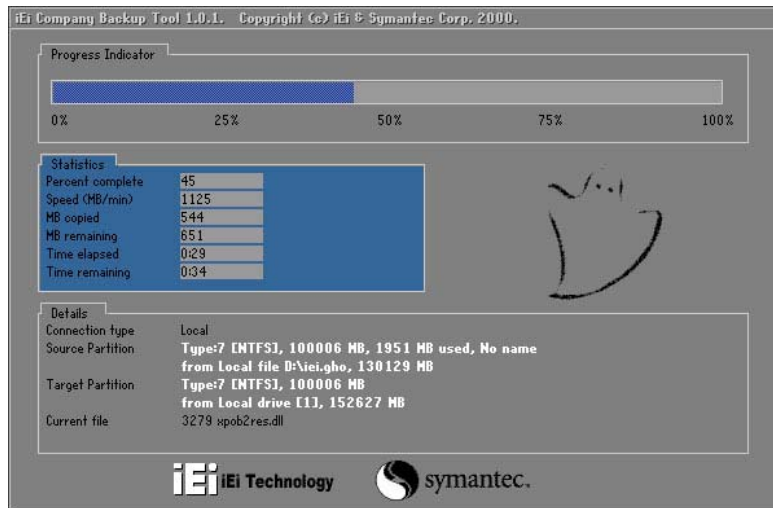 iEi Company Backup Tool 1.0.1. Copyright (c) iEi & Symantec Corp. 2000.
Progress Indicator
0% 25% 50% 75% 100%
Statistics
Percent complete 45
Speed (MB/min) 1125
MB copied 544
MB remaining 651
Time elapsed 0:29
Time remaining 0:34
Details
Connection type Local
Source Partition Type:7 [NTFS], 100006 MB, 1951 MB used, No name
from Local file D:\iei.gho, 130129 MB
Target Partition Type:7 [NTFS], 100006 MB
from Local drive [1], 152627 MB
Current file 3279 xpob2res.dll
iEi iEi Technology symantec.